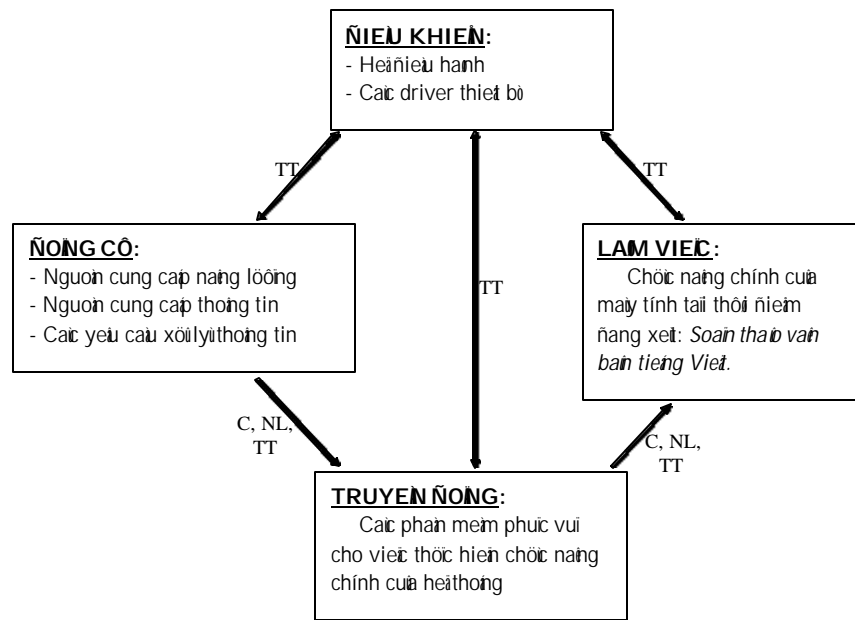 ÑIEÀU KHIEÅN:
- Heä ñieàu haønh
- Caùc driver thieát bò
TT
TT
ÑOÄNG CÔ:
- Nguoàn cung caáp naêng löôïng
- Nguoàn cung caáp thoâng tin
- Caùc yeâu caàu xöû lyù thoâng tin
TT
LAØM VIEÄC:
Chöùc naêng chính cuûa
maùy tính taïi thôøi ñieåm
ñang xeùt: Soaïn thaûo vaên
baûn tieáng Vieät.
C, NL,
TT
C, NL,
TT
TRUYEÀN ÑOÄNG:
Caùc phaàn meàm phuïc vuï
cho vieäc thöïc hieän chöùc naêng
chính cuûa heä thoáng